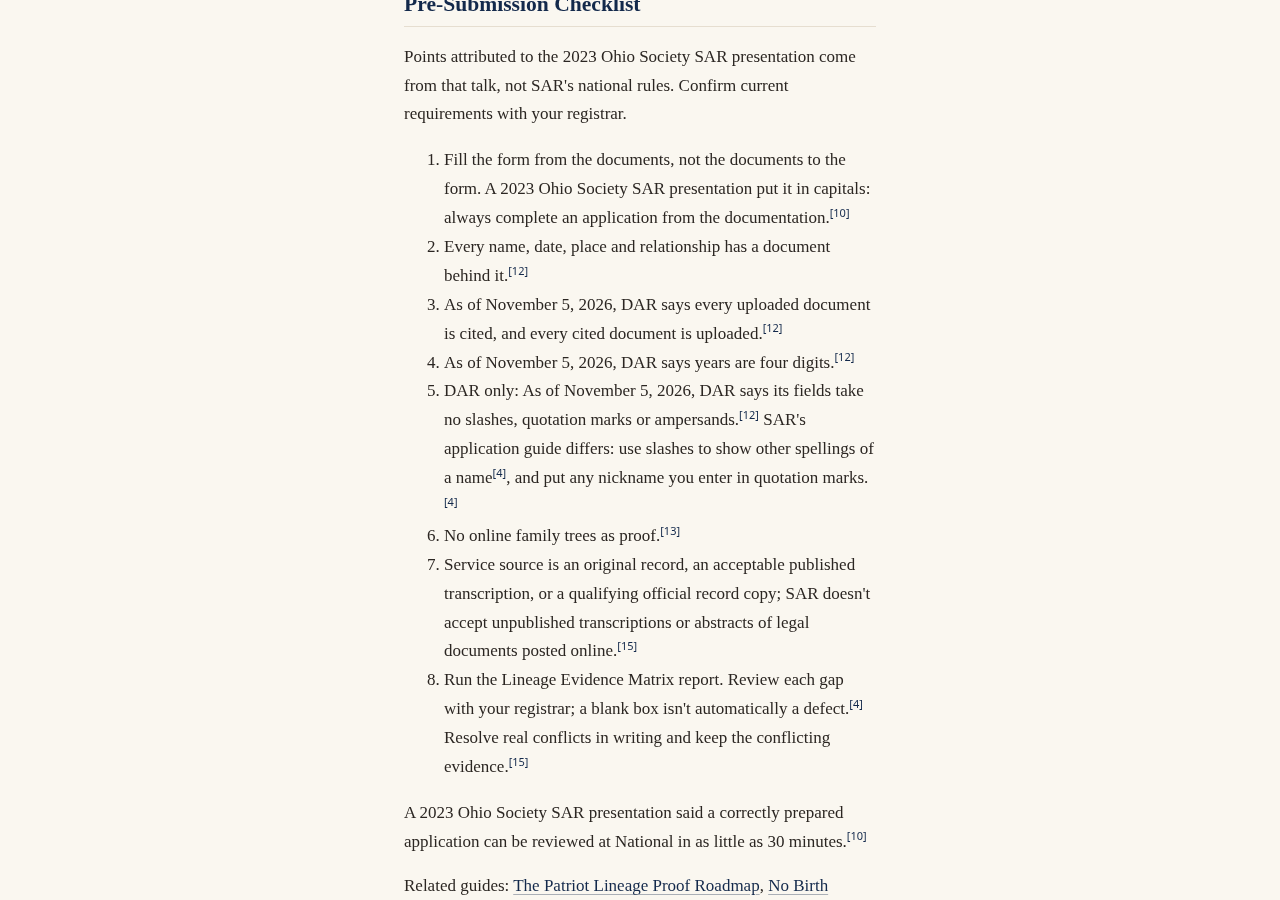 Pre-Submission Checklist
Points attributed to the 2023 Ohio Society SAR presentation come
from that talk, not SAR's national rules. Confirm current
requirements with your registrar.
1. Fill the form from the documents, not the documents to the
form. A 2023 Ohio Society SAR presentation put it in capitals:
always complete an application from the documentation.[10]
2. Every name, date, place and relationship has a document
behind it.[12]
3. As of November 5, 2026, DAR says every uploaded document
is cited, and every cited document is uploaded.[12]
4. As of November 5, 2026, DAR says years are four digits.[12]
5. DAR only: As of November 5, 2026, DAR says its fields take
no slashes, quotation marks or ampersands.[12] SAR's
application guide differs: use slashes to show other spellings of
a name[4], and put any nickname you enter in quotation marks.
[4]
6. No online family trees as proof.[13]
7. Service source is an original record, an acceptable published
transcription, or a qualifying official record copy; SAR doesn't
accept unpublished transcriptions or abstracts of legal
documents posted online.[15]
8. Run the Lineage Evidence Matrix report. Review each gap
with your registrar; a blank box isn't automatically a defect.[4]
Resolve real conflicts in writing and keep the conflicting
evidence.[15]
A 2023 Ohio Society SAR presentation said a correctly prepared
application can be reviewed at National in as little as 30 minutes.[10]
Related guides: The Patriot Lineage Proof Roadmap, No Birth